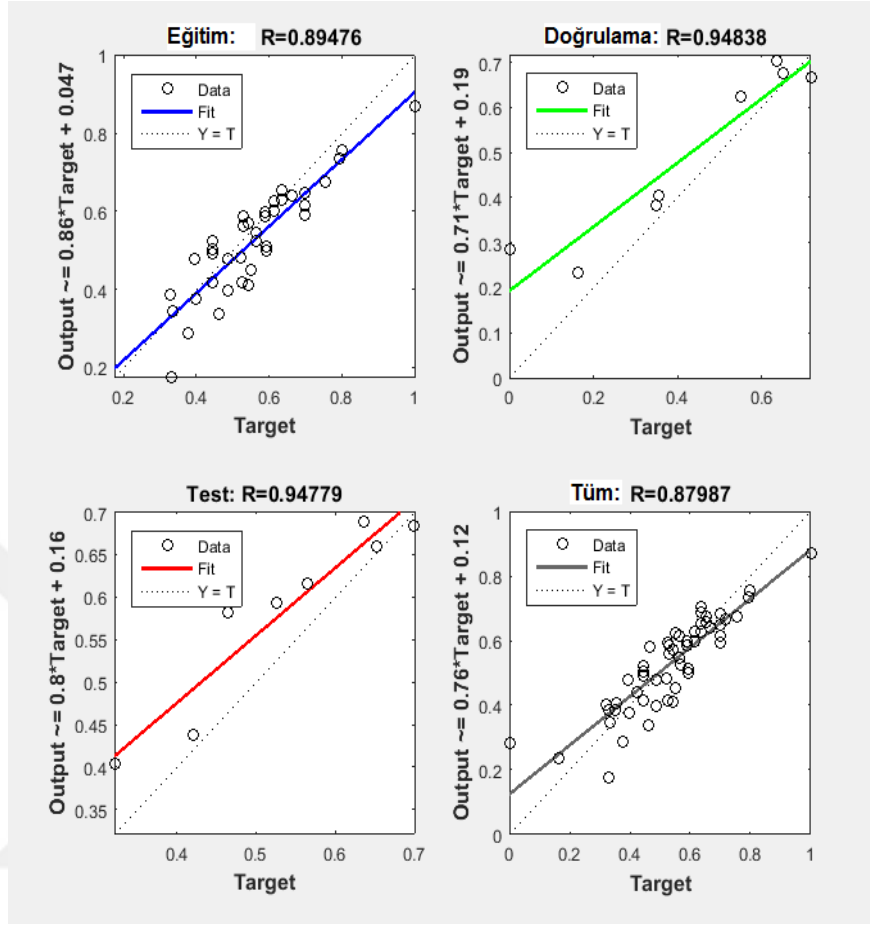 Eğitim: R=0.89476
Output ~= 0.86*Target + 0.047
1
0.8
0.6
0.4
0.2
Data
Fit
Y = T
0.2 0.4 0.6 0.8 1
Target
Doğrulama: R=0.94838
Output ~= 0.71*Target + 0.19
0.7
0.6
0.5
0.4
0.3
0.2
0.1
0
Data
Fit
Y = T
0 0.2 0.4 0.6
Target
Test: R=0.94779
Output ~= 0.8*Target + 0.16
0.7
0.65
0.6
0.55
0.5
0.45
0.4
0.35
Data
Fit
Y = T
0.4 0.5 0.6 0.7
Target
Tüm: R=0.87987
Output ~= 0.76*Target + 0.12
1
0.8
0.6
0.4
0.2
0
Data
Fit
Y = T
0 0.2 0.4 0.6 0.8 1
Target